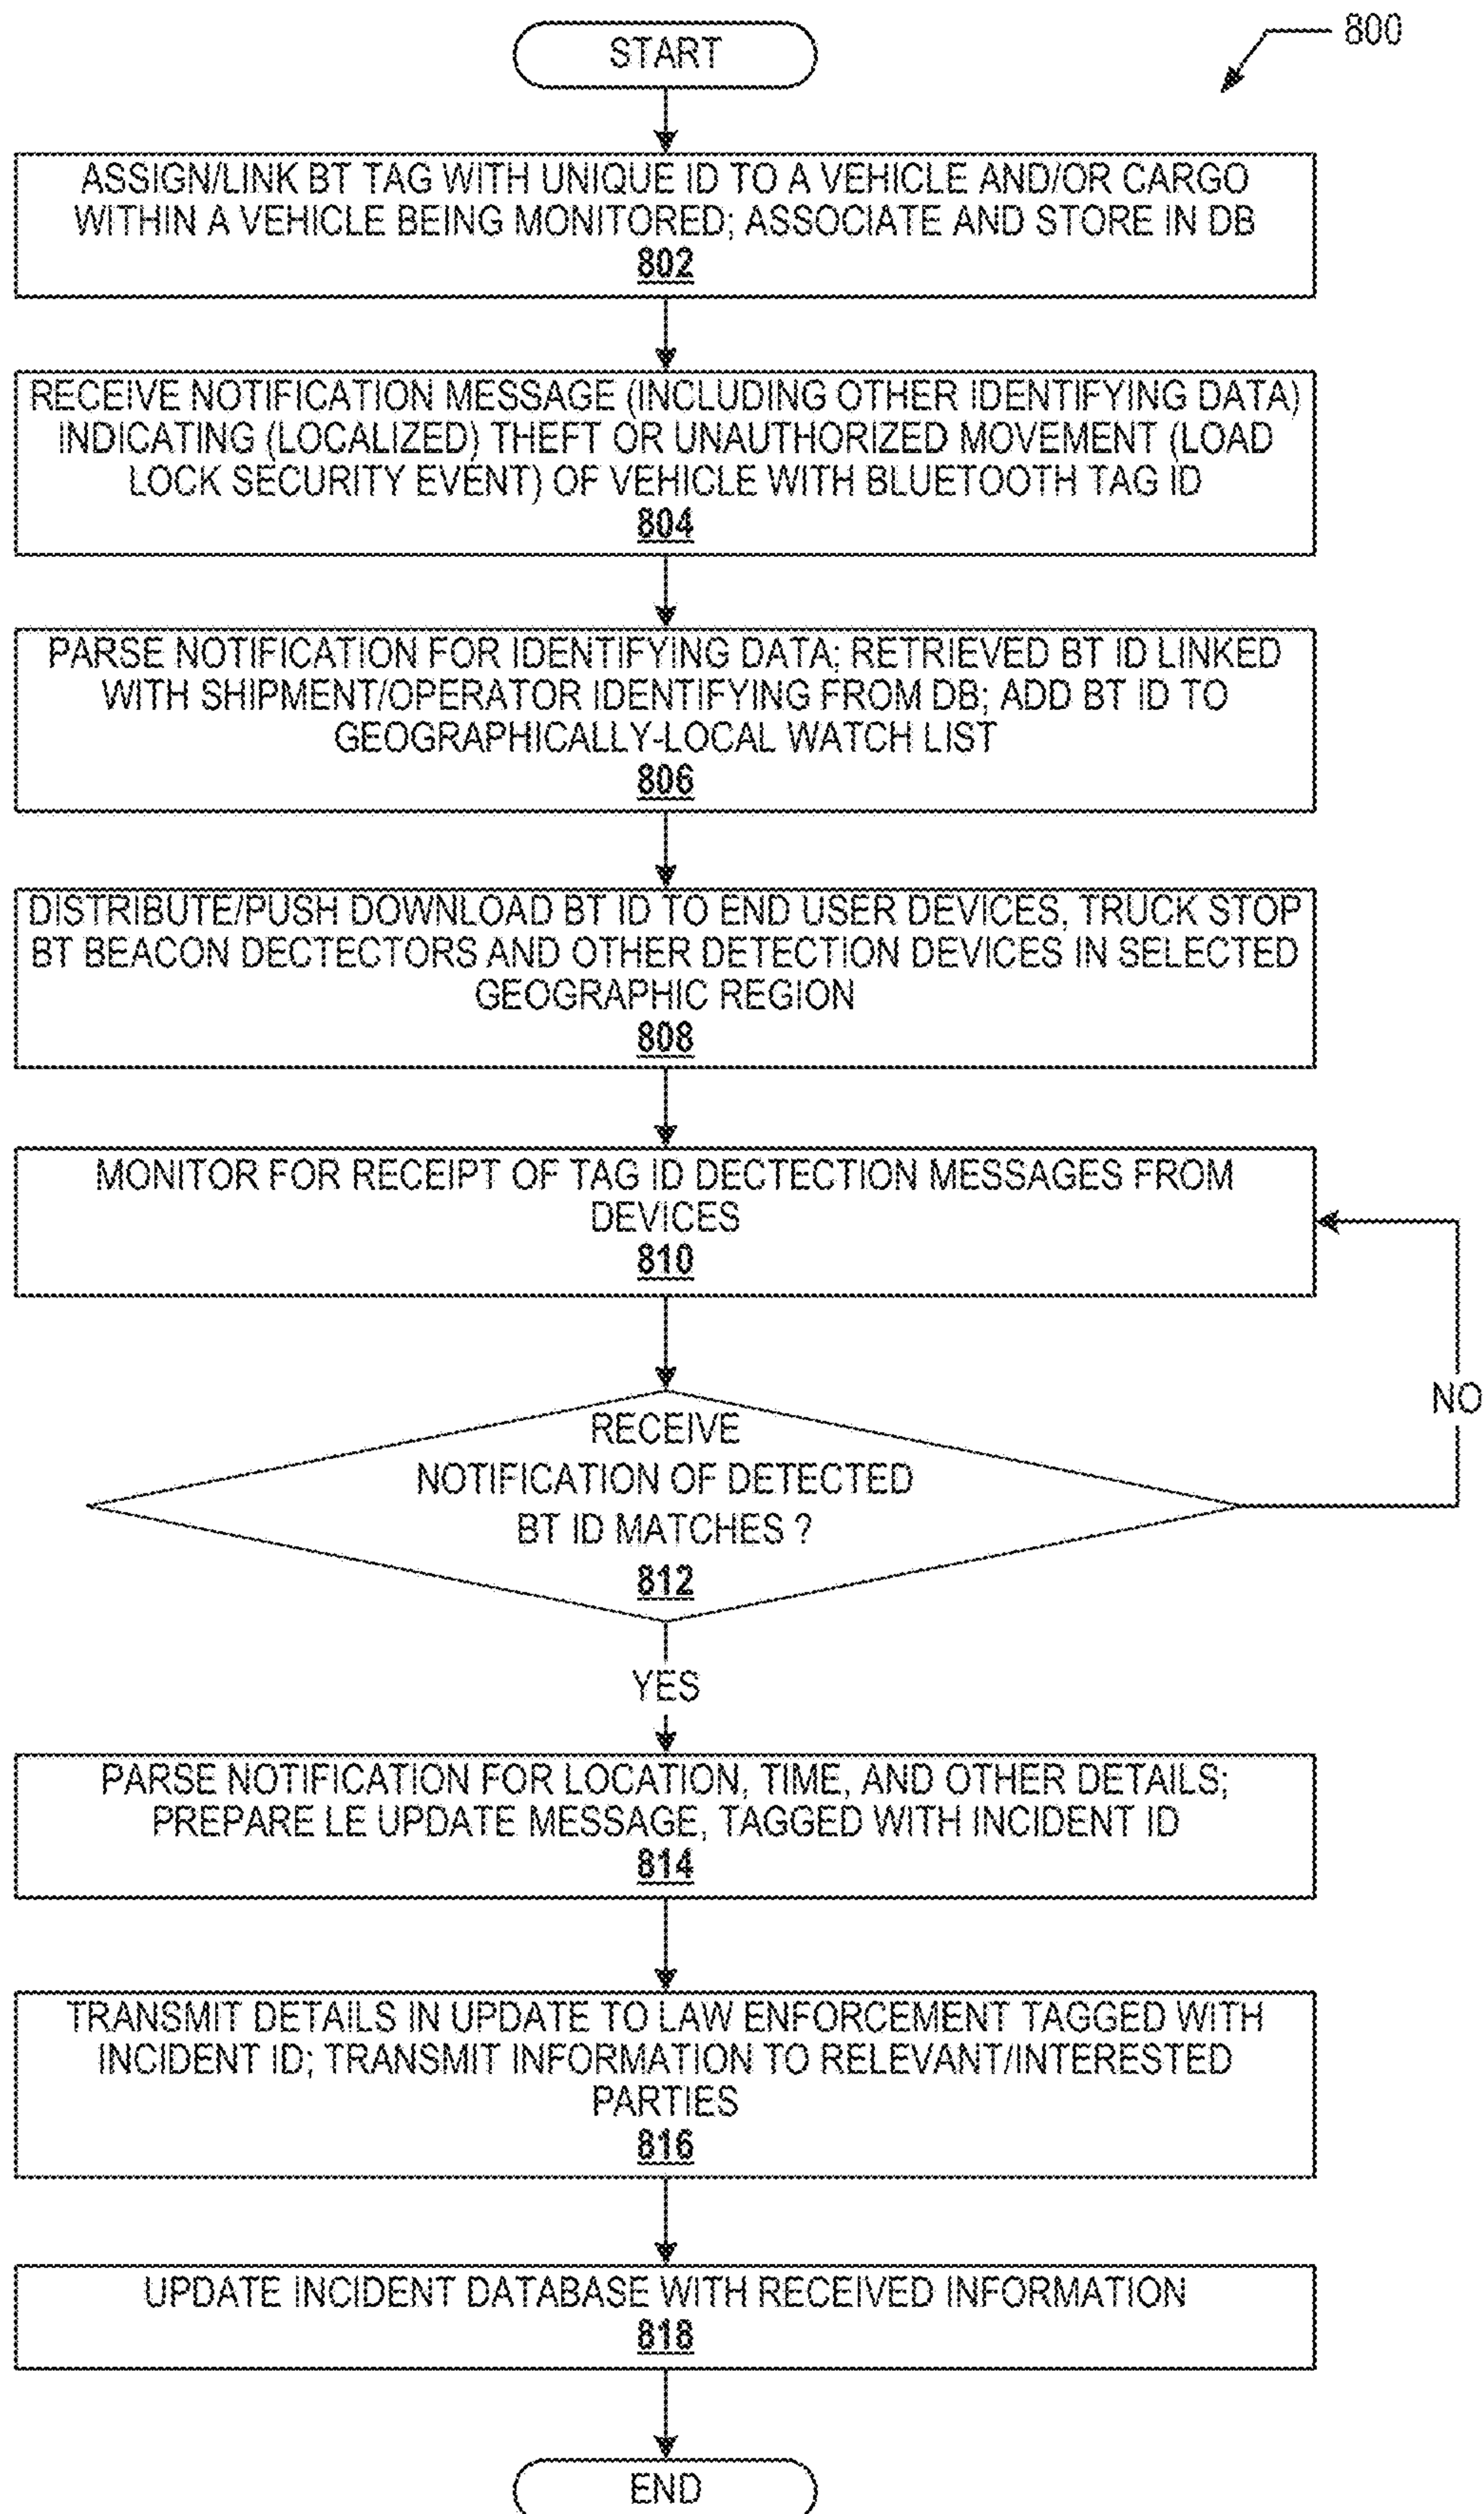 START
800
ASSIGN/LINK BT TAG WITH UNIQUE ID TO A VEHICLE AND/OR CARGO
WITHIN A VEHICLE BEING MONITORED; ASSOCIATE AND STORE IN DB
802
RECEIVE NOTIFICATION MESSAGE (INCLUDING OTHER IDENTIFYING DATA)
INDICATING (LOCALIZED) THEFT OR UNAUTHORIZED MOVEMENT (LOAD
LOCK SECURITY EVENT) OF VEHICLE WITH BLUETOOTH TAG ID
804
PARSE NOTIFICATION FOR IDENTIFYING DATA; RETRIEVED BT ID LINKED
WITH SHIPMENT/OPERATOR IDENTIFYING FROM DB; ADD BT ID TO
GEOGRAPHICALLY-LOCAL WATCH LIST
806
DISTRIBUTE/PUSH DOWNLOAD BT ID TO END USER DEVICES, TRUCK STOP
BT BEACON DECTECTORS AND OTHER DETECTION DEVICES IN SELECTED
GEOGRAPHIC REGION
808
MONITOR FOR RECEIPT OF TAG ID DECTECTION MESSAGES FROM
DEVICES
810
NO
RECEIVE
NOTIFICATION OF DETECTED
BT ID MATCHES ?
812
YES
PARSE NOTIFICATION FOR LOCATION, TIME, AND OTHER DETAILS;
PREPARE LE UPDATE MESSAGE, TAGGED WITH INCIDENT ID
814
TRANSMIT DETAILS IN UPDATE TO LAW ENFORCEMENT TAGGED WITH
INCIDENT ID; TRANSMIT INFORMATION TO RELEVANT/INTERESTED
PARTIES
816
UPDATE INCIDENT DATABASE WITH RECEIVED INFORMATION
818
END